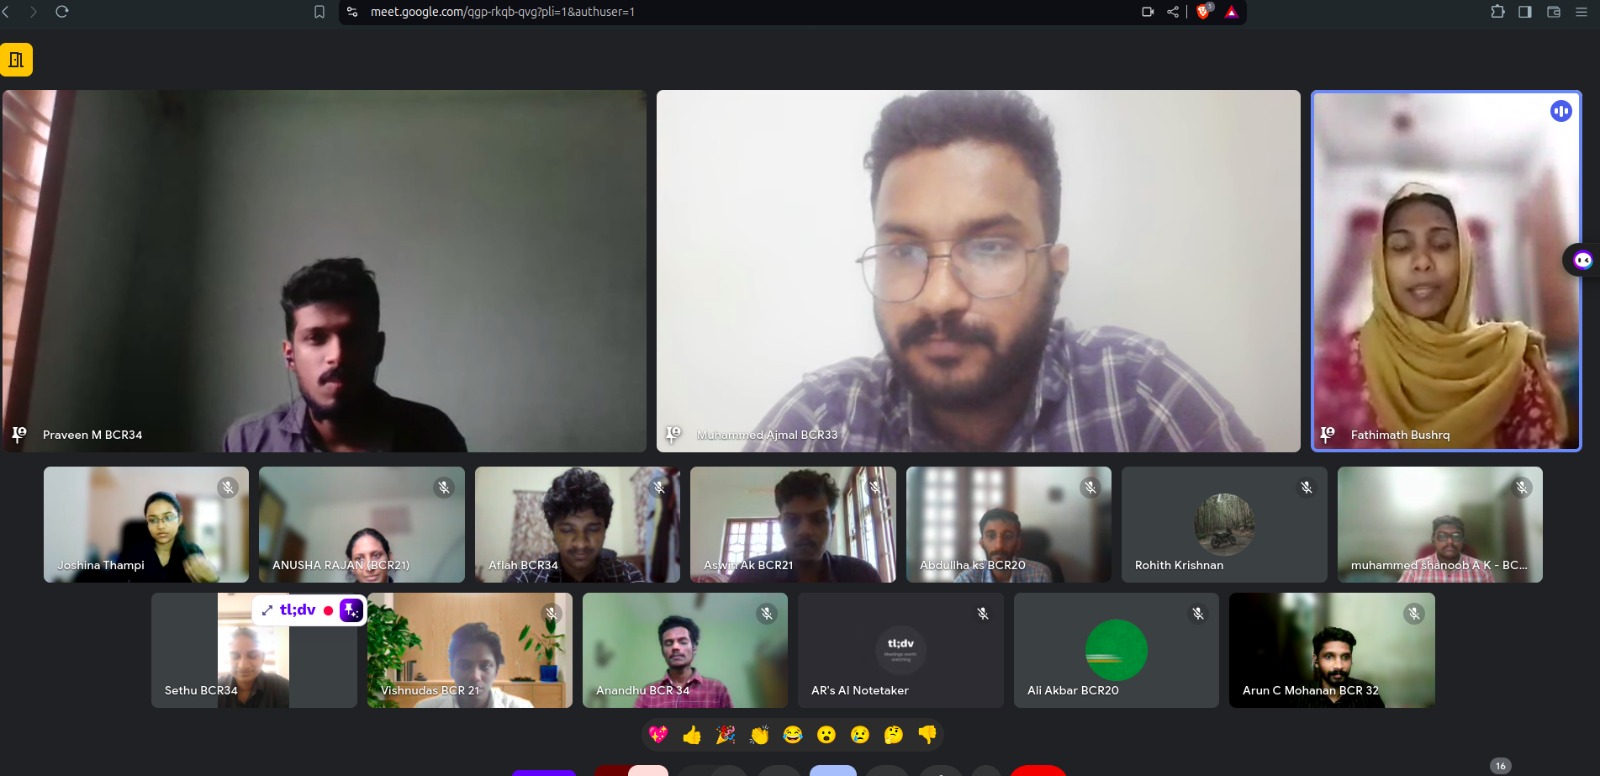 meet.google.com/qgp-rkqb-qvg?pli=1&authuser=1
1
Praveen M BCR34
Muhammed Ajmal BCR33
Fathimath Bushrq
Joshina Thampi
ANUSHA RAJAN (BCR21)
Aflah BCR34
Aswin Ak BCR21
Abdullha ks BCR20
Rohith Krishnan
muhammed shanoob A K - BC...
tl;dv
Sethu BCR34
Vishnudas BCR 21
Anandhu BCR 34
tl;dv
AR's AI Notetaker
Ali Akbar BCR20
Arun C Mohanan BCR 32
16